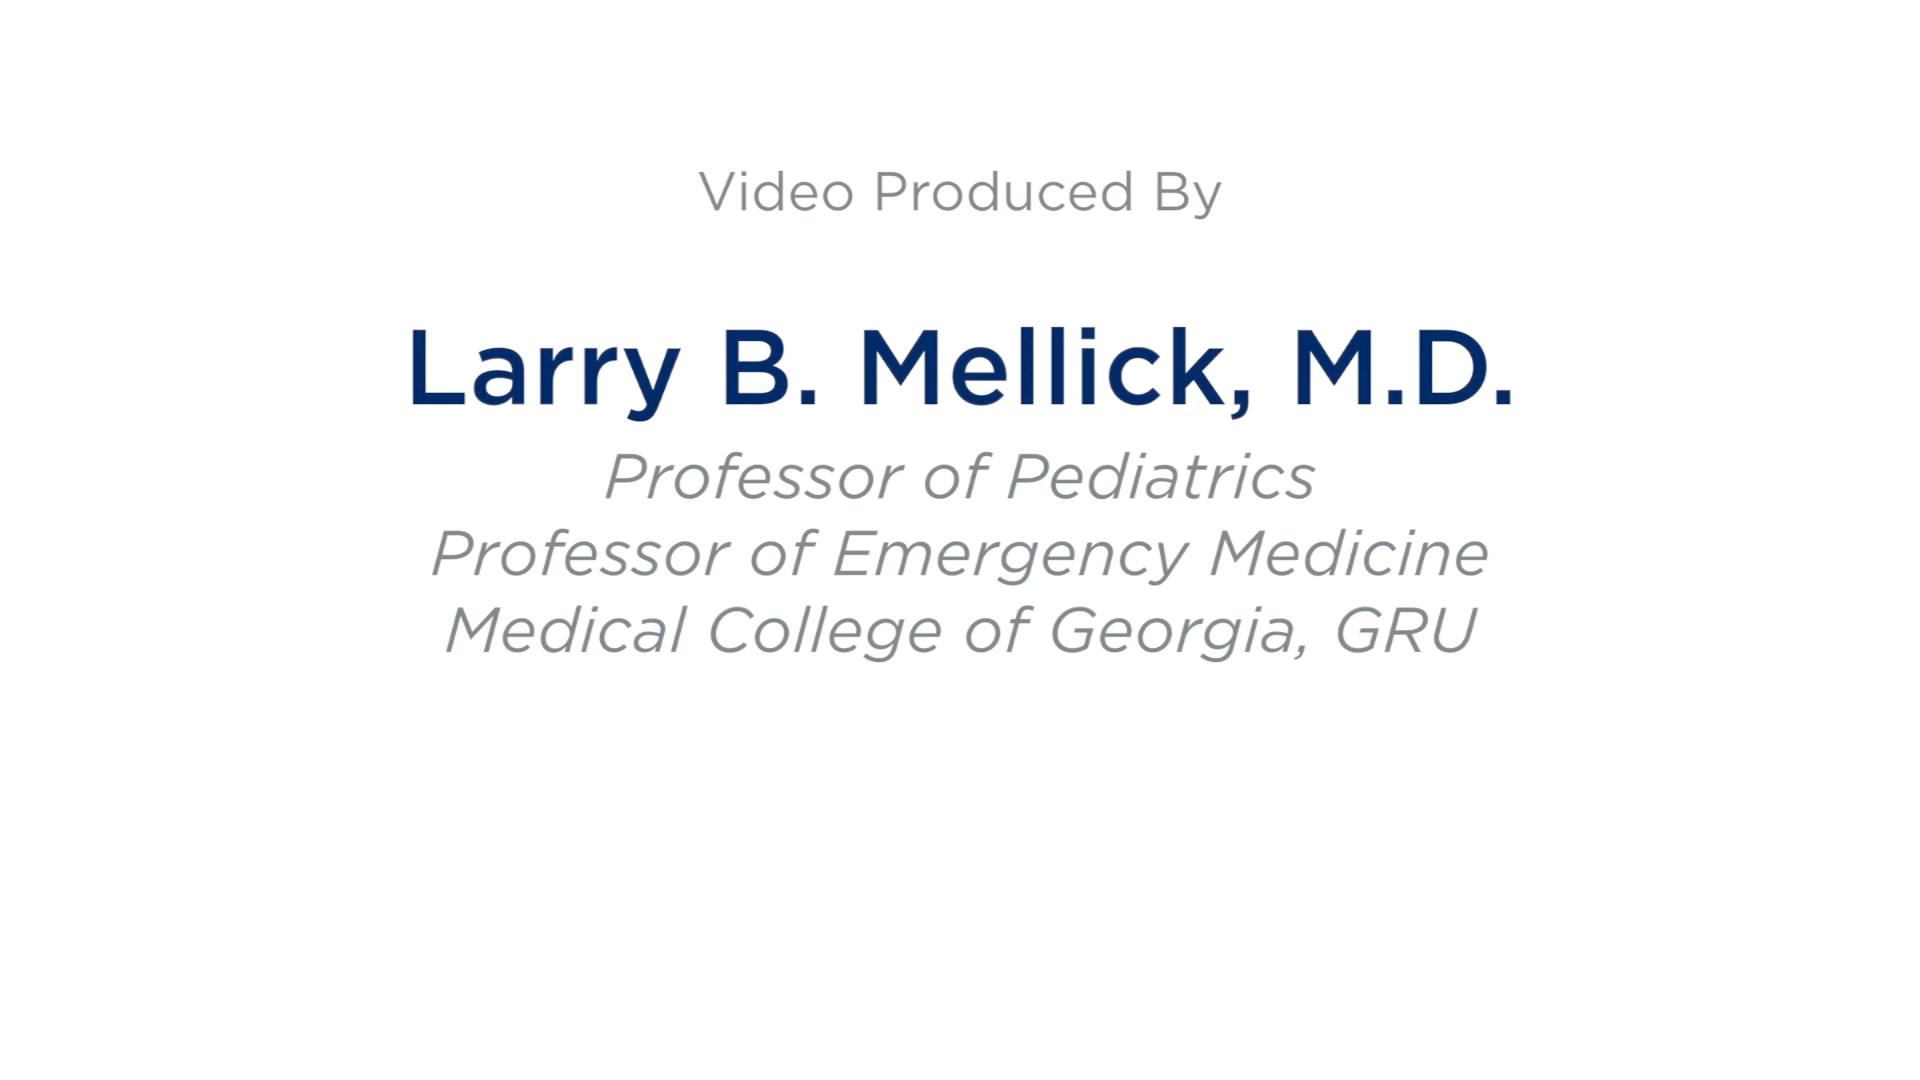 Video Produced By
Larry B. Mellick, M.D.
Professor of Pediatrics
Professor of Emergency Medicine
Medical College of Georgia, GRU